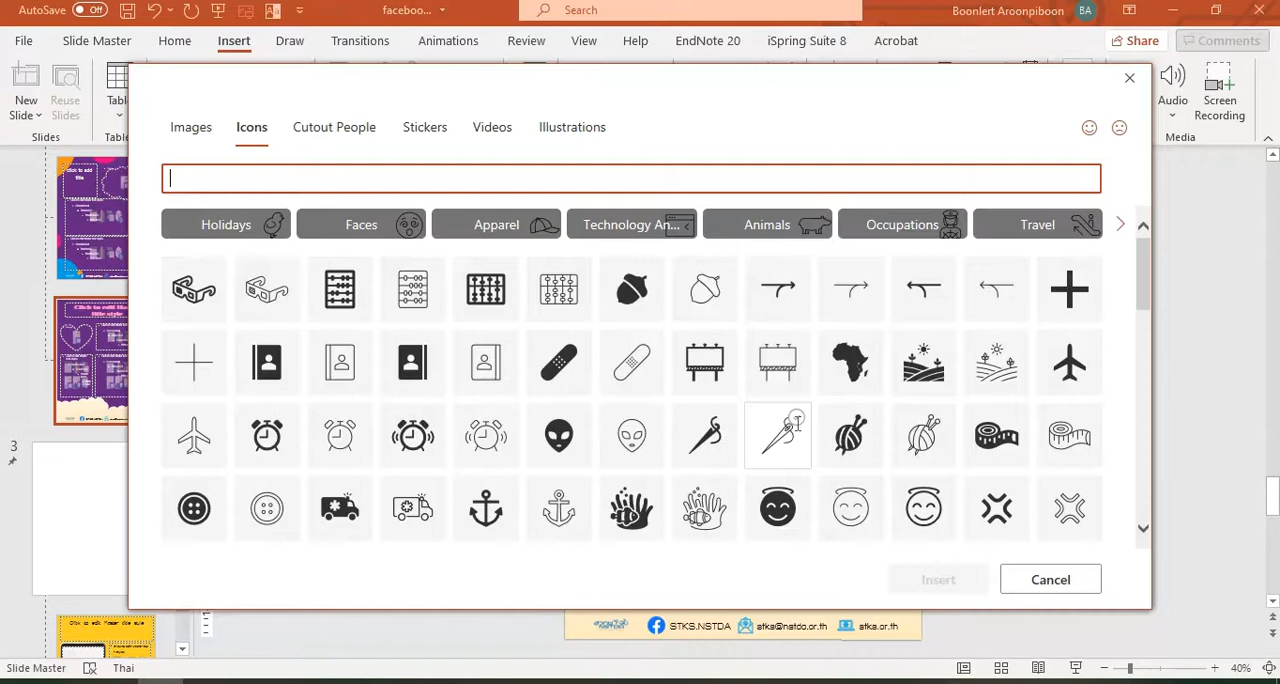 AutoSave Off faceboo... Search Boonlert Aroonpiboon BA
File Slide Master Home Insert Draw Transitions Animations Review View Help EndNote 20 iSpring Suite 8 Acrobat Share Comments
New Slide Reuse Slides Tabl Audio Screen Recording
Slides Tables Media
Images Icons Cutout People Stickers Videos Illustrations
Holidays Faces Apparel Technology An... Animals Occupations Travel
Insert Cancel
3
STKS.NSTDA stks@nstda.or.th stks.or.th
Slide Master Thai 40%